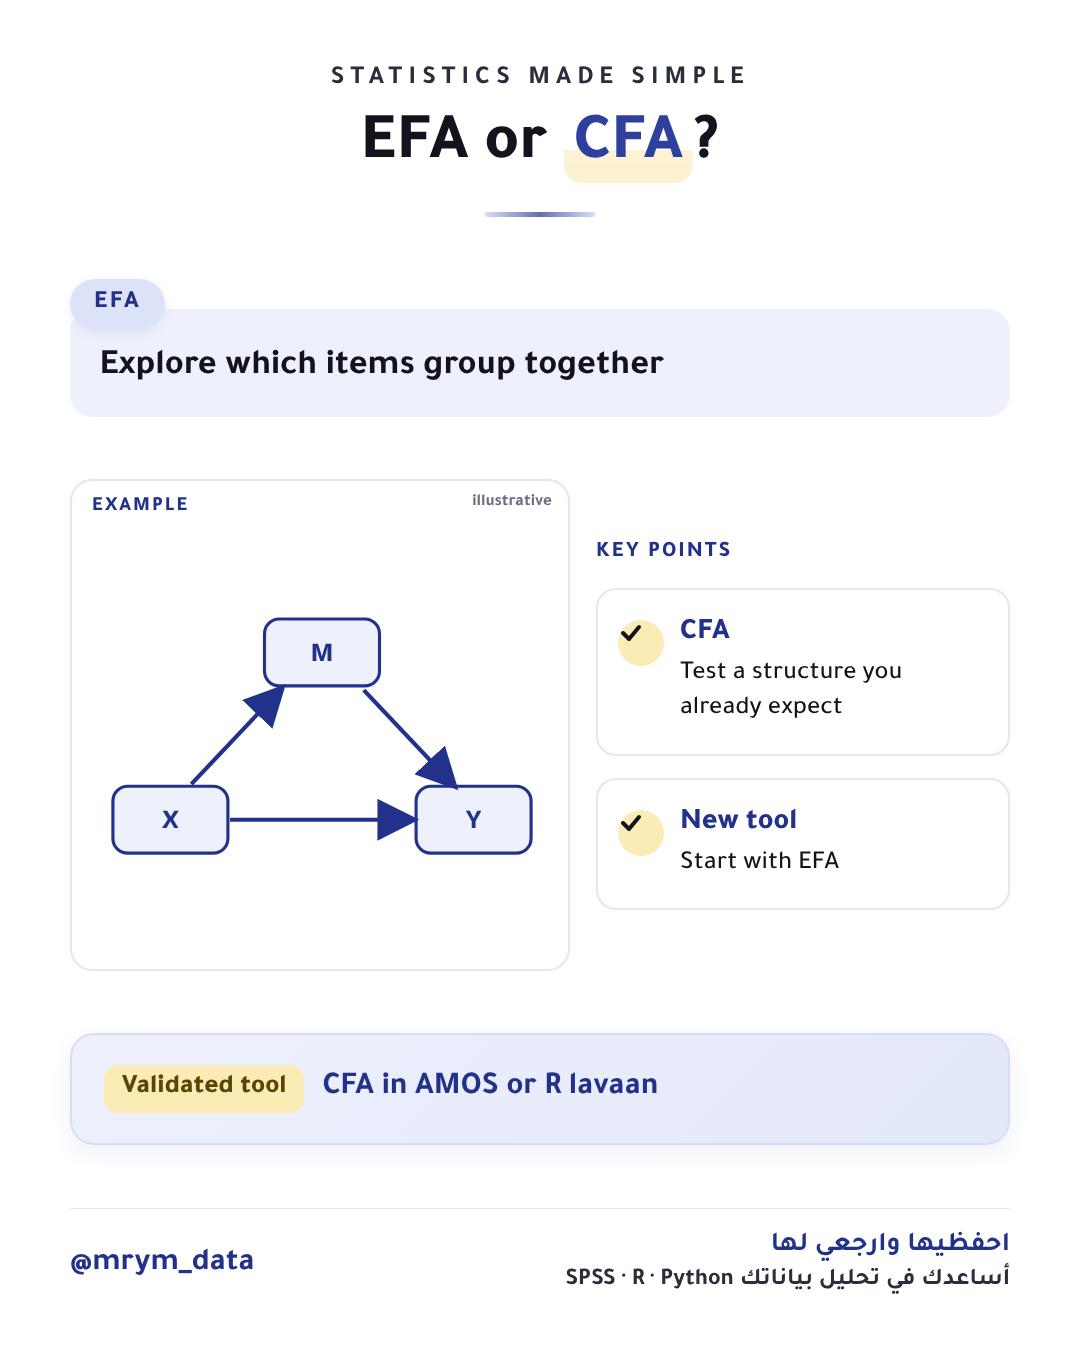 STATISTICS MADE SIMPLE
EFA or CFA?
EFA
Explore which items group together
EXAMPLE
illustrative
M
X
Y
KEY POINTS
CFA
Test a structure you
already expect
New tool
Start with EFA
Validated tool
CFA in AMOS or R lavaan
@mrym_data
احفظيها وارجعي لها
أساعدك في تحليل بياناتك SPSS · R · Python